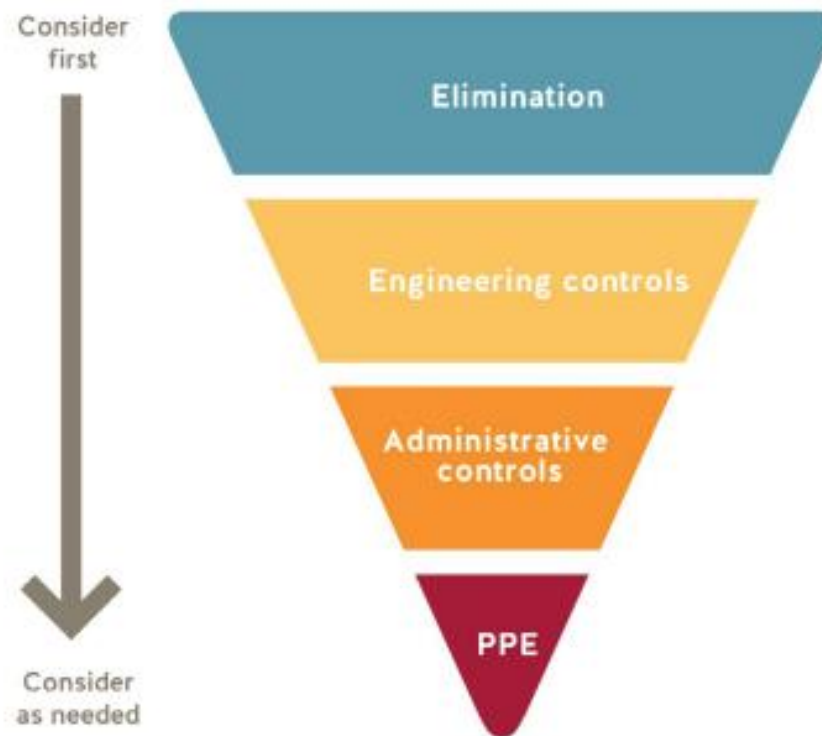 Consider
first
Elimination
Engineering controls
Administrative
controls
PPE
Consider
as needed